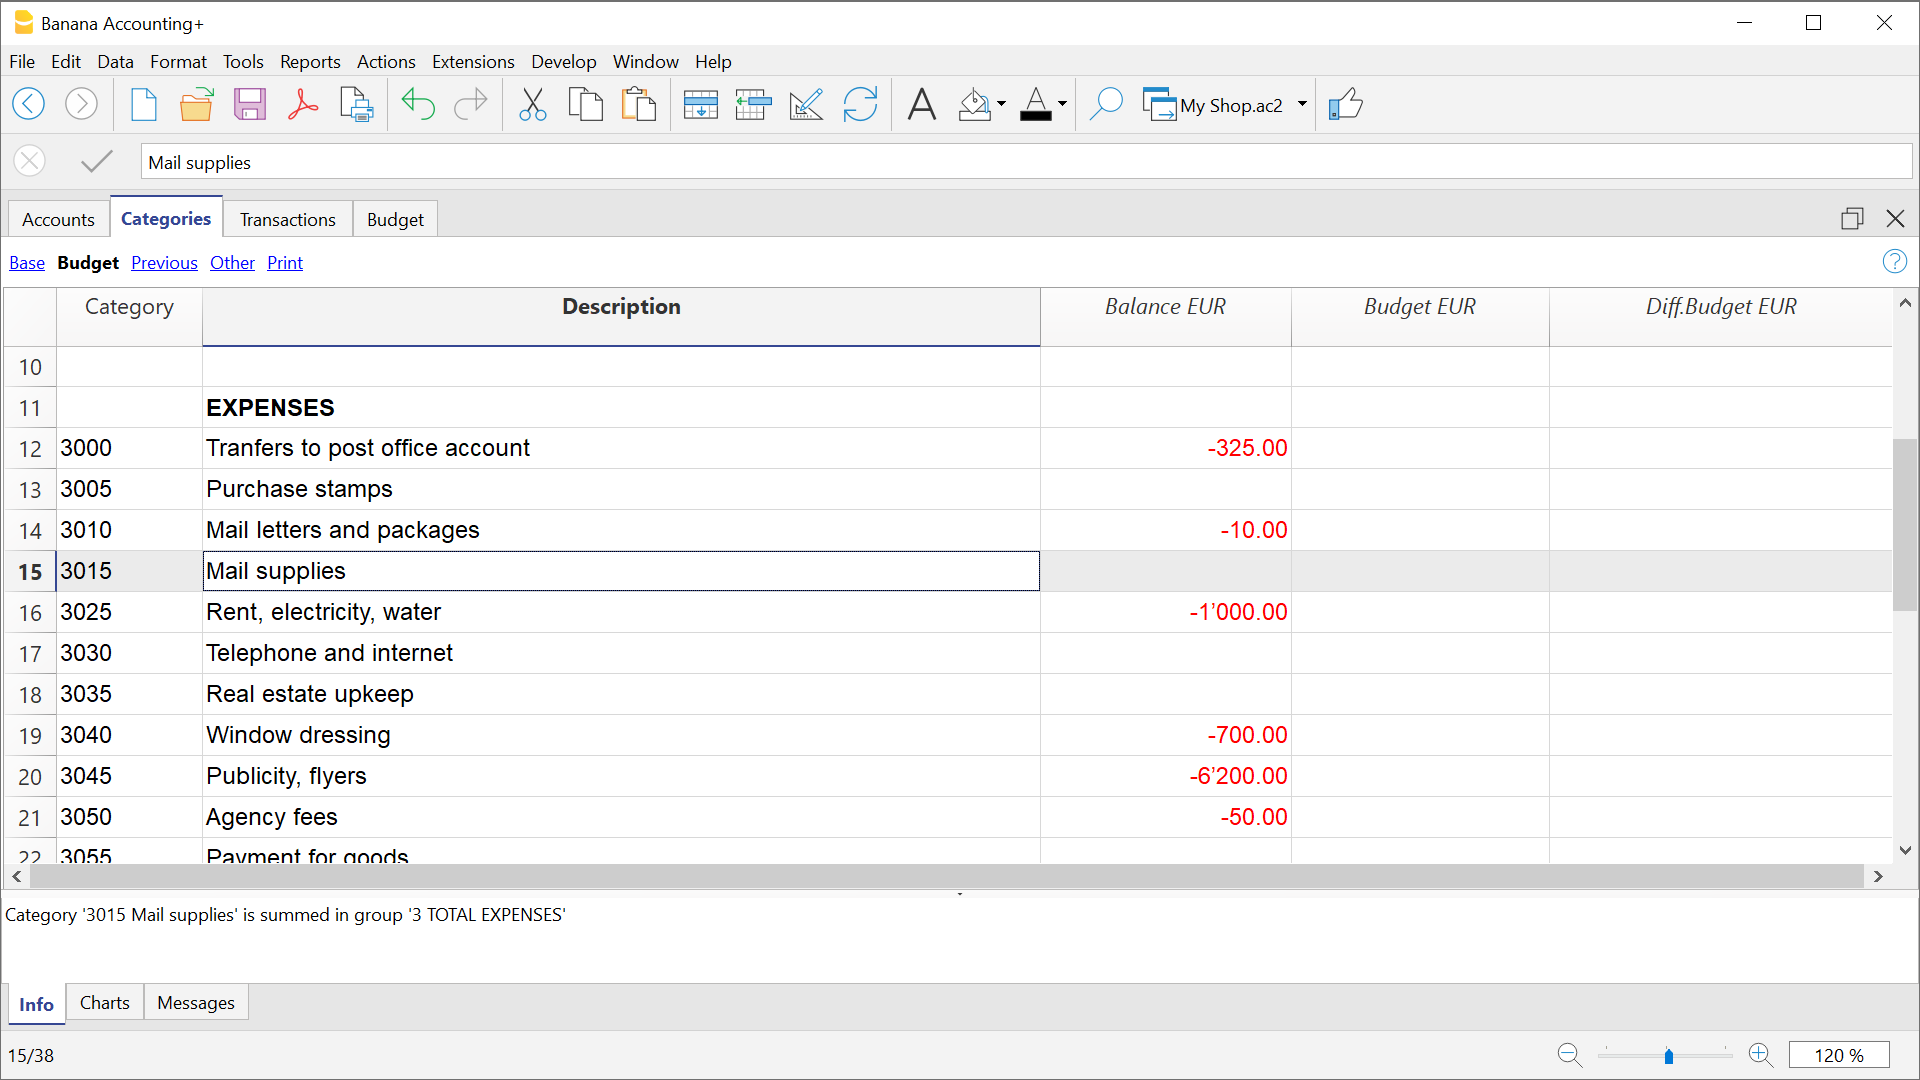 Banana Accounting+
File Edit Data Format Tools Reports Actions Extensions Develop Window Help
My Shop.ac2
Mail supplies
Accounts Categories Transactions Budget
Base Budget Previous Other Print
Category Description Balance EUR Budget EUR Diff.Budget EUR
10
11 EXPENSES
12 3000 Tranfers to post office account -325.00
13 3005 Purchase stamps
14 3010 Mail letters and packages -10.00
15 3015 Mail supplies
16 3025 Rent, electricity, water -1’000.00
17 3030 Telephone and internet
18 3035 Real estate upkeep
19 3040 Window dressing -700.00
20 3045 Publicity, flyers -6’200.00
21 3050 Agency fees -50.00
22 3055 Payment for goods
Category '3015 Mail supplies' is summed in group '3 TOTAL EXPENSES'
Info Charts Messages
15/38
120 %